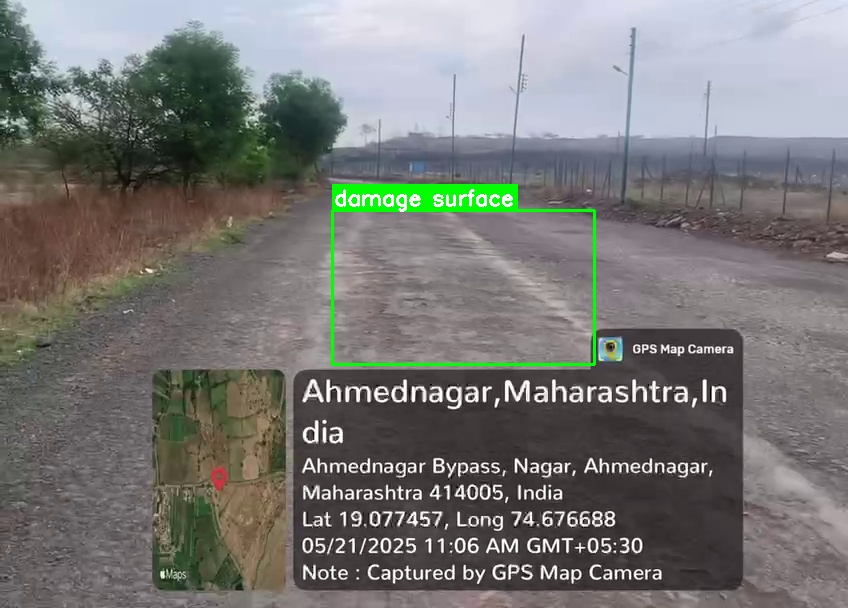 damage surface
GPS Map Camera
Ahmednagar,Maharashtra,In
dia
Ahmednagar Bypass, Nagar, Ahmednagar,
Maharashtra 414005, India
Lat 19.077457, Long 74.676688
05/21/2025 11:06 AM GMT+05:30
Note : Captured by GPS Map Camera
Maps